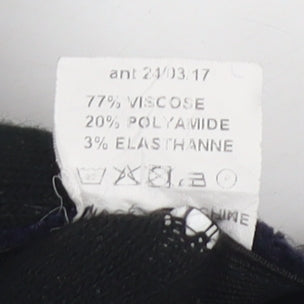 ant 24/03/17
77% VISCOSE
20% POLYAMIDE
3% ELASTHANNE